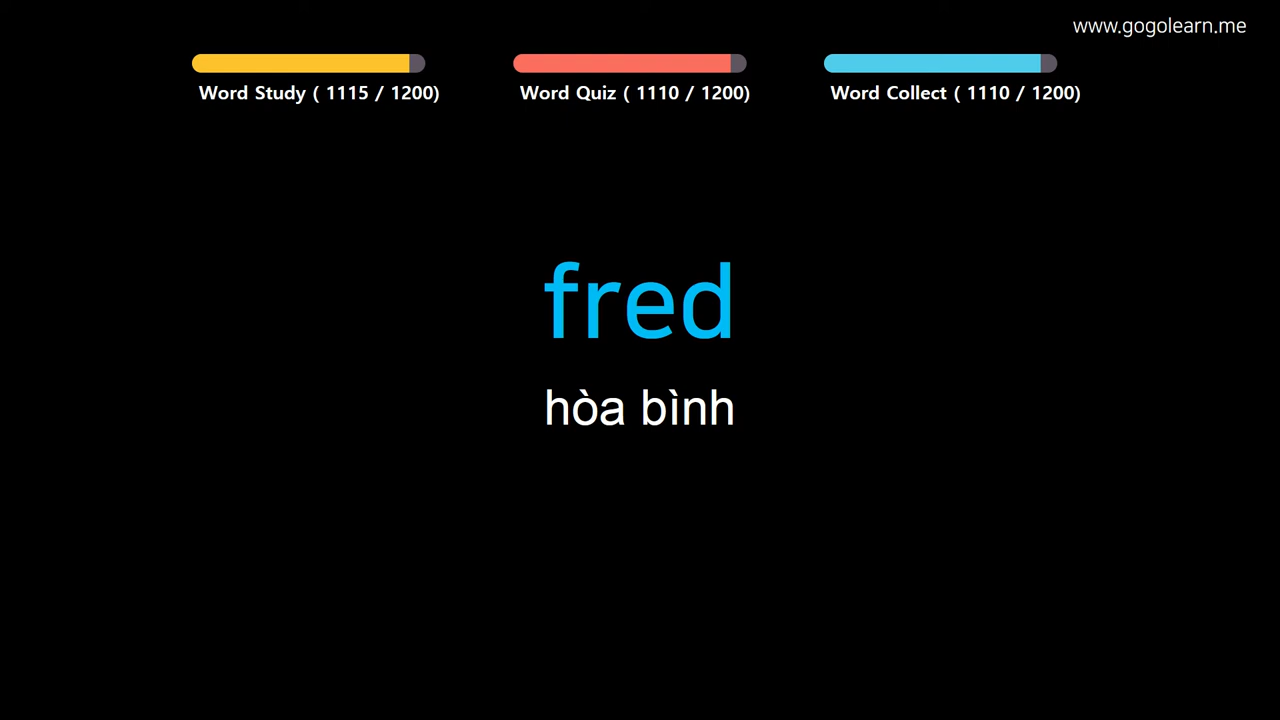 www.gogolearn.me
Word Study ( 1115 / 1200)
Word Quiz ( 1110 / 1200)
Word Collect ( 1110 / 1200)
fred
hòa bình